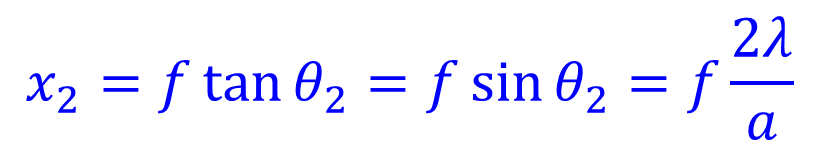 x₂ = f tan θ₂ = f sin θ₂ = f 2λ/a